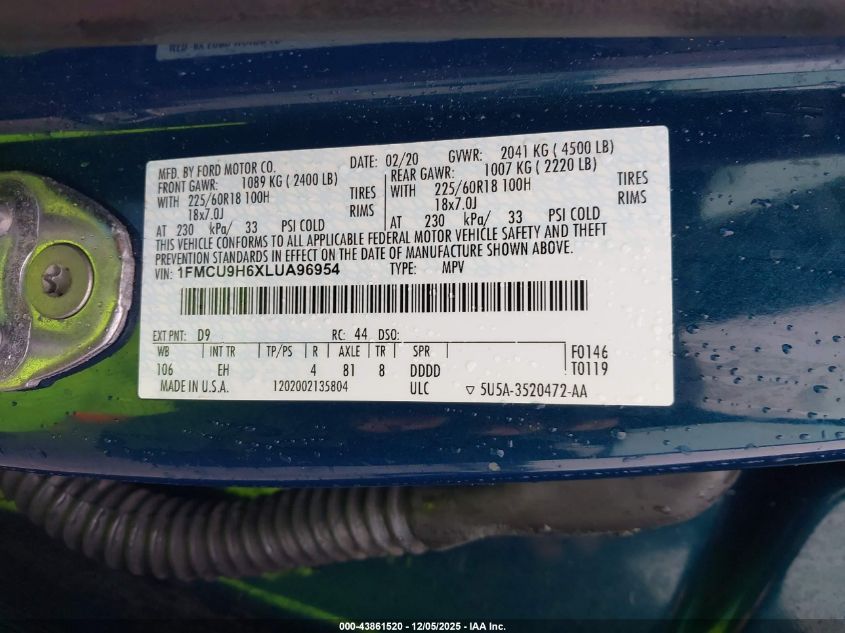 MFD. BY FORD MOTOR CO. DATE: 02/20 GVWR: 2041 KG ( 4500 LB)
FRONT GAWR: 1089 KG ( 2400 LB) REAR GAWR: 1007 KG ( 2220 LB)
WITH 225/60R18 100H TIRES WITH 225/60R18 100H TIRES
18x7.0J RIMS 18x7.0J RIMS
AT 230 kPa/ 33 PSI COLD AT 230 kPa/ 33 PSI COLD
THIS VEHICLE CONFORMS TO ALL APPLICABLE FEDERAL MOTOR VEHICLE SAFETY AND THEFT
PREVENTION STANDARDS IN EFFECT ON THE DATE OF MANUFACTURE SHOWN ABOVE.
VIN: 1FMCU9H6XLUA96954 TYPE: MPV
EXT PNT: D9 RC: 44 DSO:
WB INT TR TP/PS R AXLE TR SPR F0146
106 EH 4 81 8 DDDD T0119
MADE IN U.S.A. 1202002135804 ULC ▽ 5U5A-3520472-AA
000-43861520 - 12/05/2025 - IAA Inc.